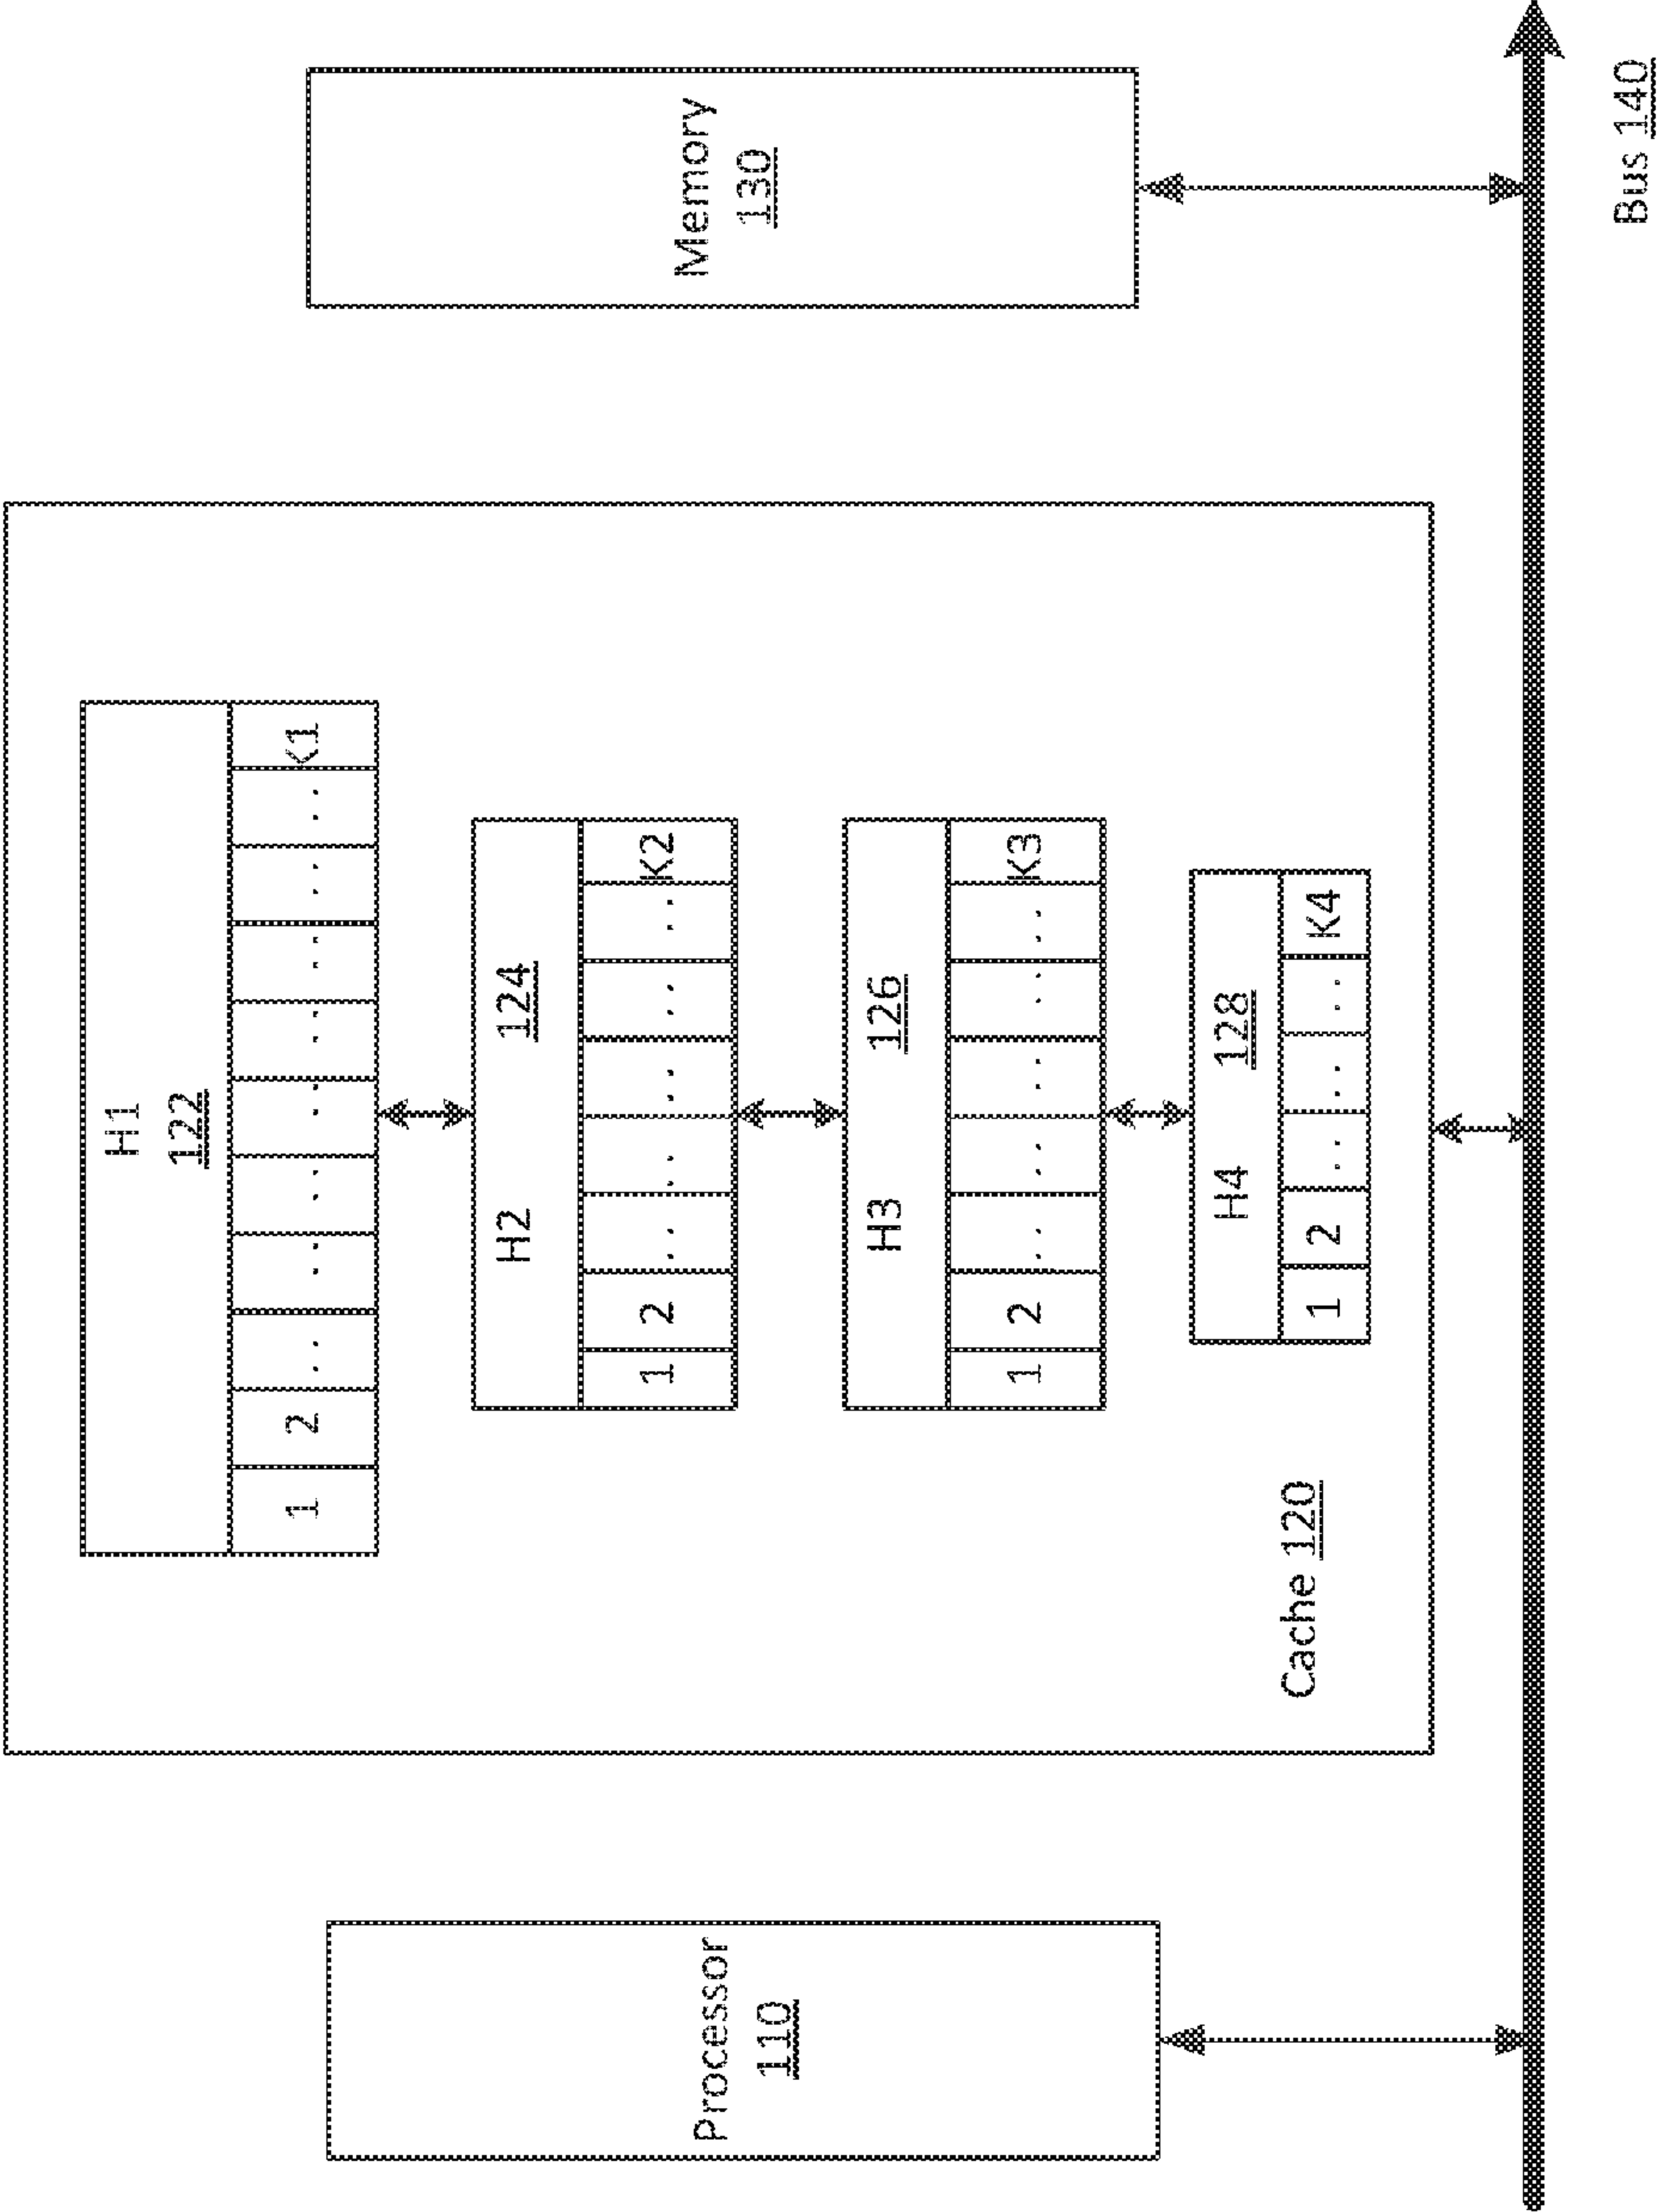 Processor
110
H1
122
1 2 .. .. .. .. .. .. .. .. K1
H2 124
1 2 .. .. .. .. .. K2
H3 126
1 2 .. .. .. .. .. K3
H4 128
1 2 .. .. .. K4
Cache 120
Memory
130
Bus 140